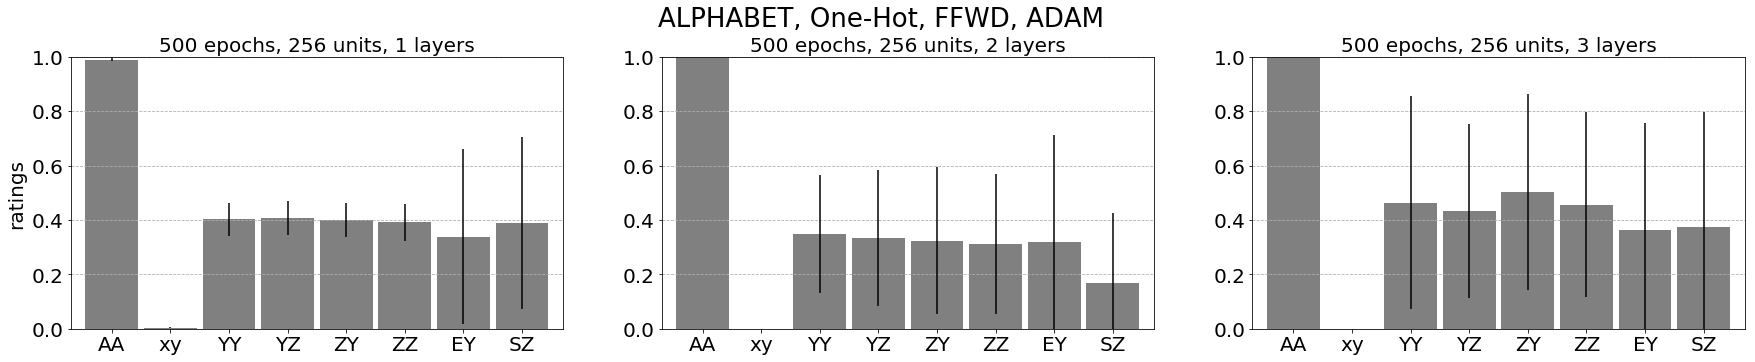 ALPHABET, One-Hot, FFWD, ADAM
500 epochs, 256 units, 1 layers
ratings
1.0
0.8
0.6
0.4
0.2
0.0
AA xy YY YZ ZY ZZ EY SZ
500 epochs, 256 units, 2 layers
1.0
0.8
0.6
0.4
0.2
0.0
AA xy YY YZ ZY ZZ EY SZ
500 epochs, 256 units, 3 layers
1.0
0.8
0.6
0.4
0.2
0.0
AA xy YY YZ ZY ZZ EY SZ